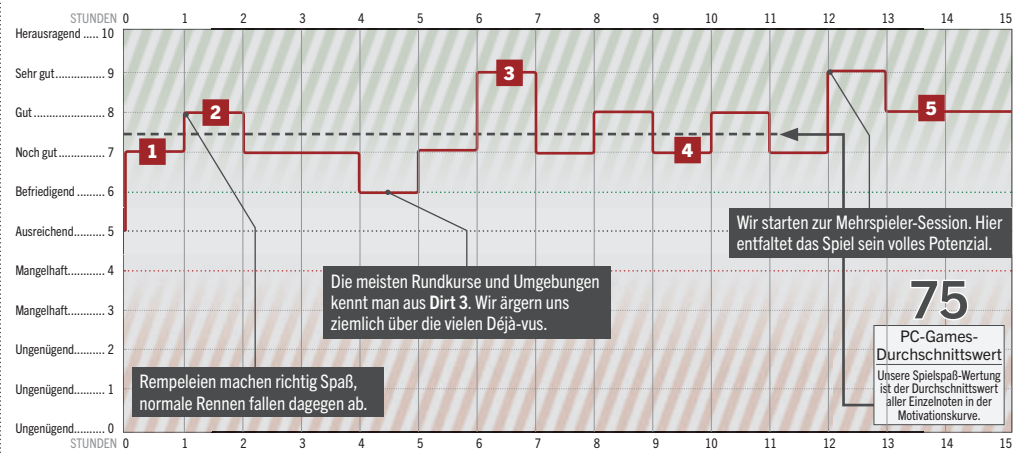 STUNDEN 0 1 2 3 4 5 6 7 8 9 10 11 12 13 14 15
Herausragend ..... 10
Sehr gut............... 9
Gut ...................... 8
Noch gut.............. 7
Befriedigend ......... 6
Ausreichend.......... 5
Mangelhaft........... 4
Mangelhaft........... 3
Ungenügend......... 2
Ungenügend......... 1
Ungenügend......... 0
STUNDEN 0 1 2 3 4 5 6 7 8 9 10 11 12 13 14 15
1
2
3
4
5
Rempeleien machen richtig Spaß,
normale Rennen fallen dagegen ab.
Die meisten Rundkurse und Umgebungen
kennt man aus Dirt 3. Wir ärgern uns
ziemlich über die vielen Déjà-vus.
Wir starten zur Mehrspieler-Session. Hier
entfaltet das Spiel sein volles Potenzial.
75
PC-Games-
Durchschnittswert
Unsere Spielspaß-Wertung
ist der Durchschnittswert
aller Einzelnoten in der
Motivationskurve.